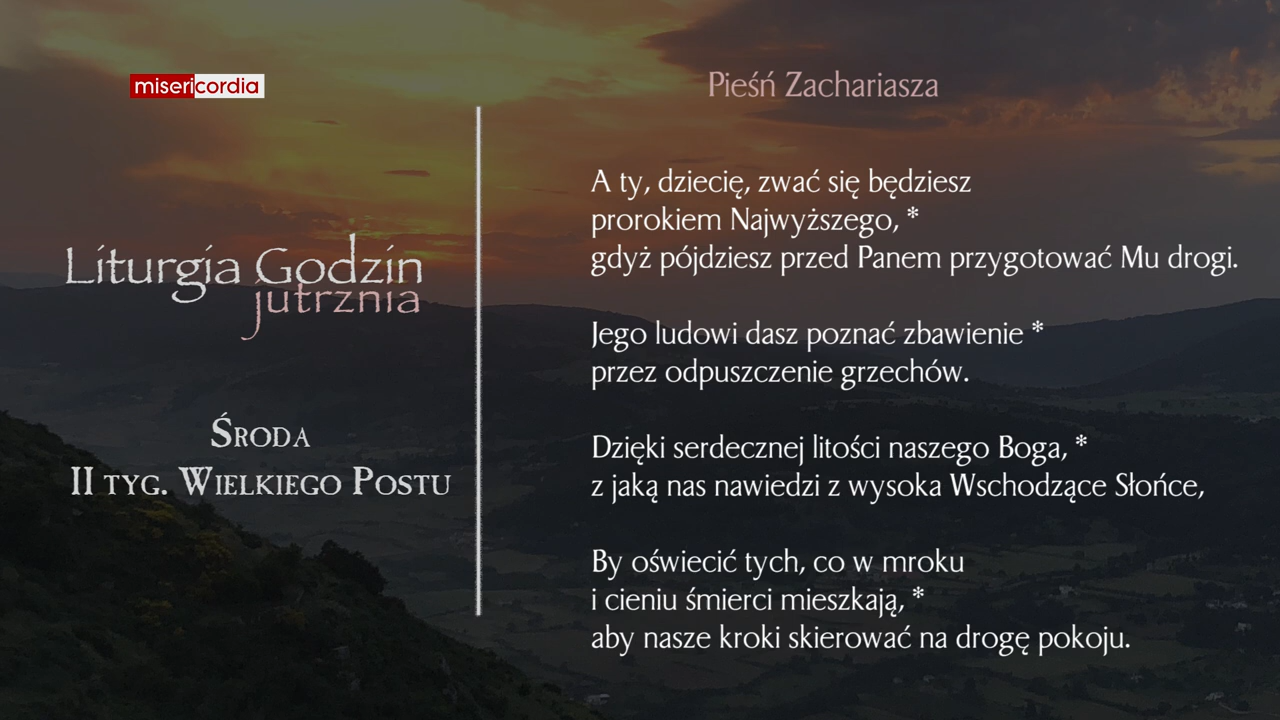 misericordia
Liturgia Godzin
jutrznia
Środa
II tyg. Wielkiego Postu
Pieśń Zachariasza
A ty, dziecię, zwać się będziesz
prorokiem Najwyższego, *
gdyż pójdziesz przed Panem przygotować Mu drogi.
Jego ludowi dasz poznać zbawienie *
przez odpuszczenie grzechów.
Dzięki serdecznej litości naszego Boga, *
z jaką nas nawiedzi z wysoka Wschodzące Słońce,
By oświecić tych, co w mroku
i cieniu śmierci mieszkają, *
aby nasze kroki skierować na drogę pokoju.